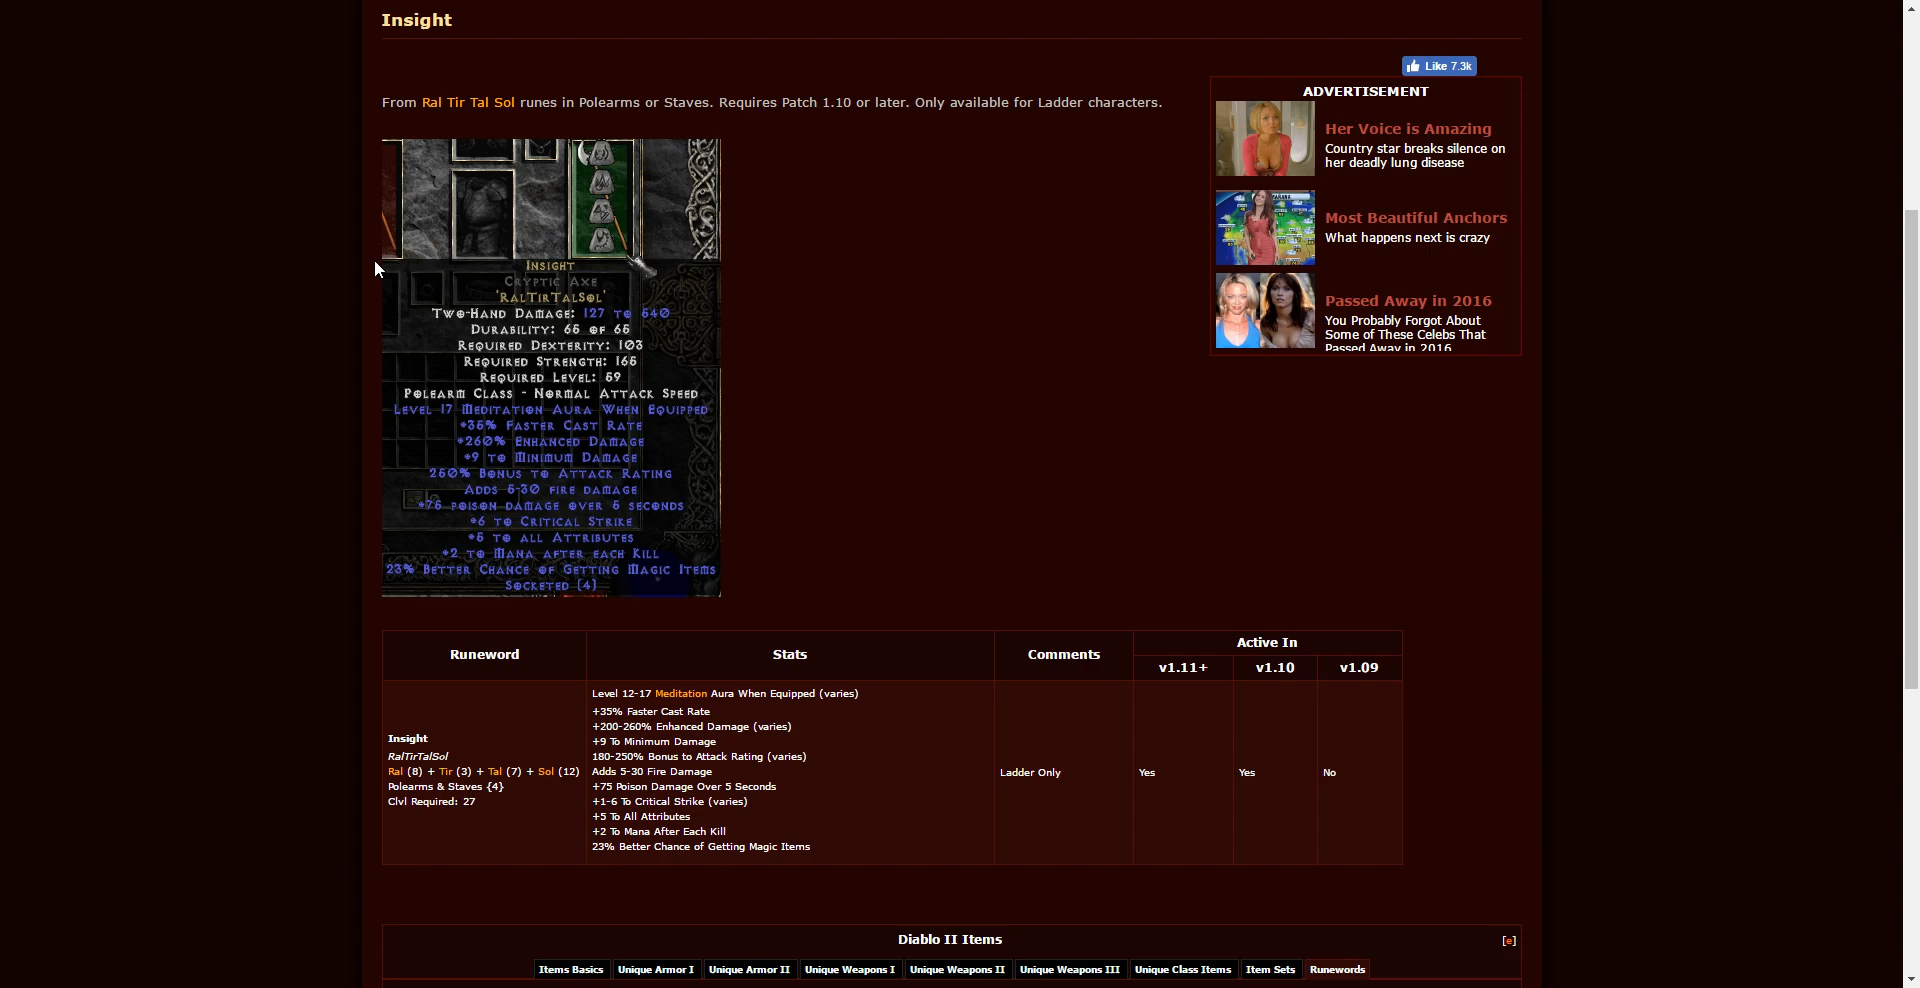 Insight
Like 7.3k
From Ral Tir Tal Sol runes in Polearms or Staves. Requires Patch 1.10 or later. Only available for Ladder characters.
ADVERTISEMENT
Her Voice is Amazing
Country star breaks silence on
her deadly lung disease
Most Beautiful Anchors
What happens next is crazy
Passed Away in 2016
You Probably Forgot About
Some of These Celebs That
Passed Away in 2016
Insight
Cryptic Axe
'RalTirTalSol'
Two-Hand Damage: 127 to 540
Durability: 65 of 65
Required Dexterity: 103
Required Strength: 165
Required Level: 59
Polearm Class - Normal Attack Speed
Level 17 Meditation Aura When Equipped
+35% Faster Cast Rate
+260% Enhanced Damage
+9 to Minimum Damage
250% Bonus to Attack Rating
Adds 5-30 fire damage
+75 poison damage over 5 seconds
+6 to Critical Strike
+5 to all Attributes
+2 to Mana after each Kill
23% Better Chance of Getting Magic Items
Socketed (4)
Runeword Stats Comments Active In
v1.11+ v1.10 v1.09
Insight
RalTirTalSol
Ral (8) + Tir (3) + Tal (7) + Sol (12)
Polearms & Staves {4}
Clvl Required: 27
Level 12-17 Meditation Aura When Equipped (varies)
+35% Faster Cast Rate
+200-260% Enhanced Damage (varies)
+9 To Minimum Damage
180-250% Bonus to Attack Rating (varies)
Adds 5-30 Fire Damage
+75 Poison Damage Over 5 Seconds
+1-6 To Critical Strike (varies)
+5 To All Attributes
+2 To Mana After Each Kill
23% Better Chance of Getting Magic Items
Ladder Only Yes Yes No
Diablo II Items [e]
Items Basics Unique Armor I Unique Armor II Unique Weapons I Unique Weapons II Unique Weapons III Unique Class Items Item Sets Runewords